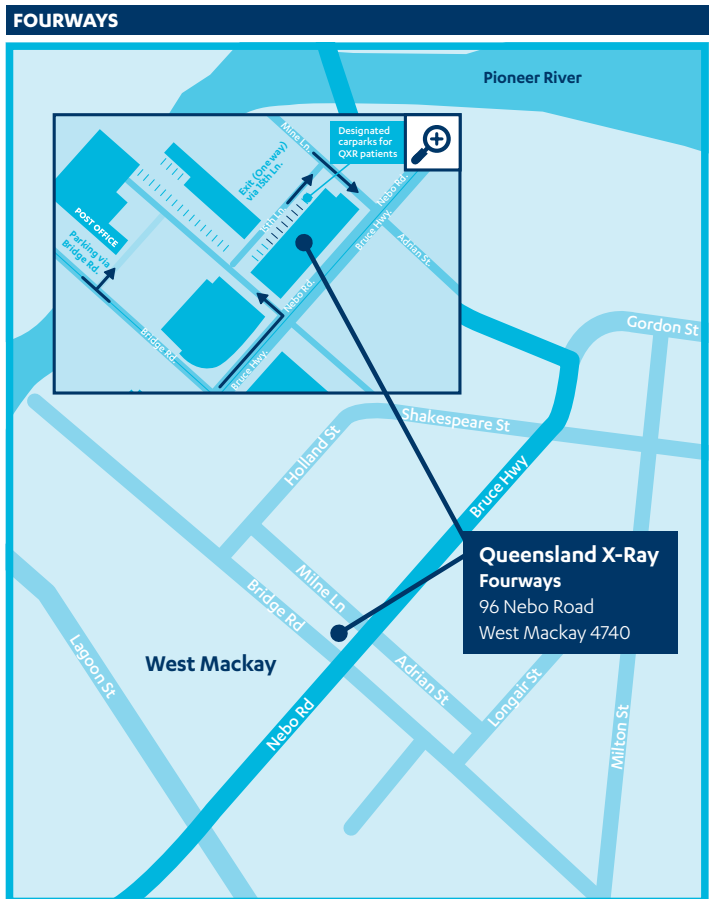 FOURWAYS
Pioneer River
Mine Ln.
Designated
carparks for
QXR patients
Exit (One way)
via 15th Ln.
15th Ln.
Nebo Rd.
Bruce Hwy.
Adrian St.
POST OFFICE
Parking via
Bridge Rd.
Nebo Rd.
Bridge Rd.
Bruce Hwy.
Gordon St
Shakespeare St
Holland St
Bruce Hwy
Queensland X-Ray
Fourways
96 Nebo Road
West Mackay 4740
Milne Ln
Bridge Rd
West Mackay
Lagoon St
Adrian St
Longair St
Nebo Rd
Milton St